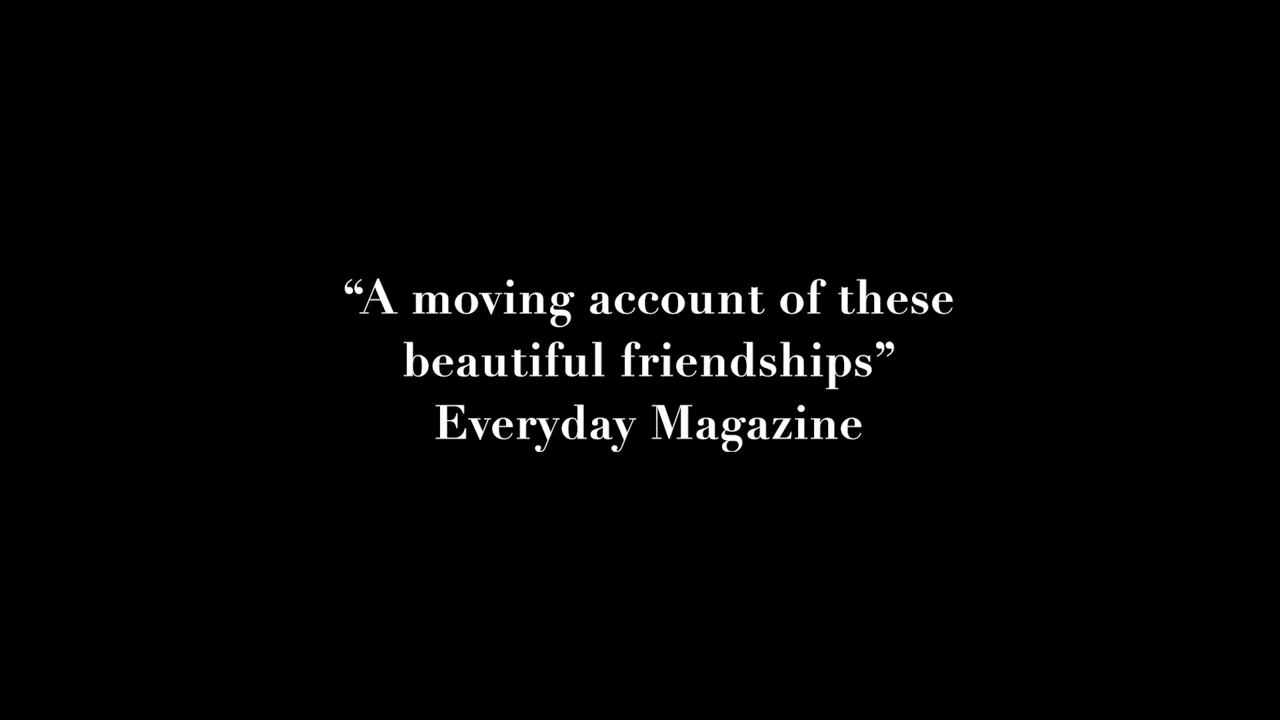 “A moving account of these
beautiful friendships”
Everyday Magazine